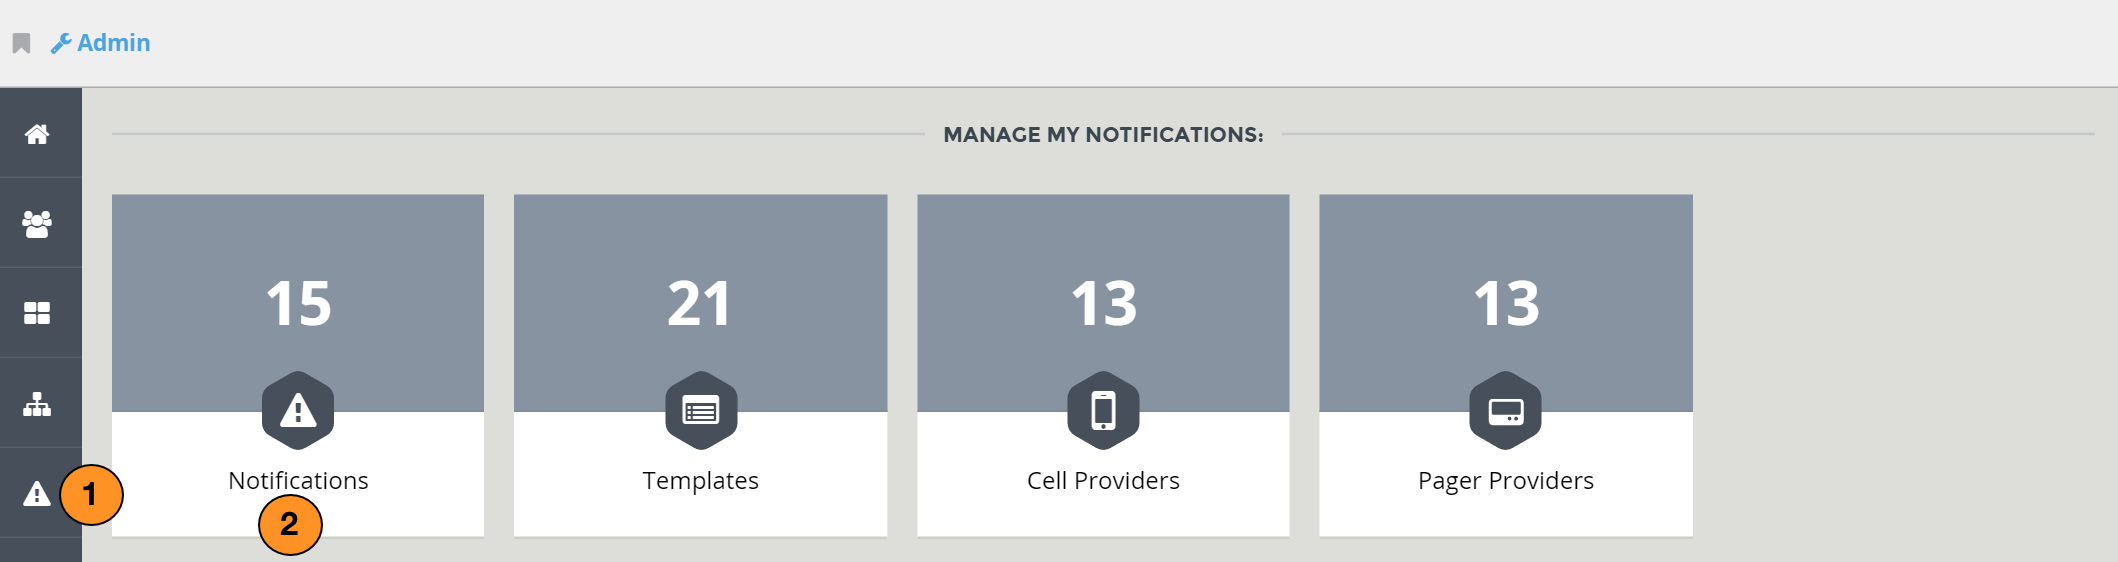 Admin
MANAGE MY NOTIFICATIONS:
15
21
13
13
Notifications
Templates
Cell Providers
Pager Providers
1
2